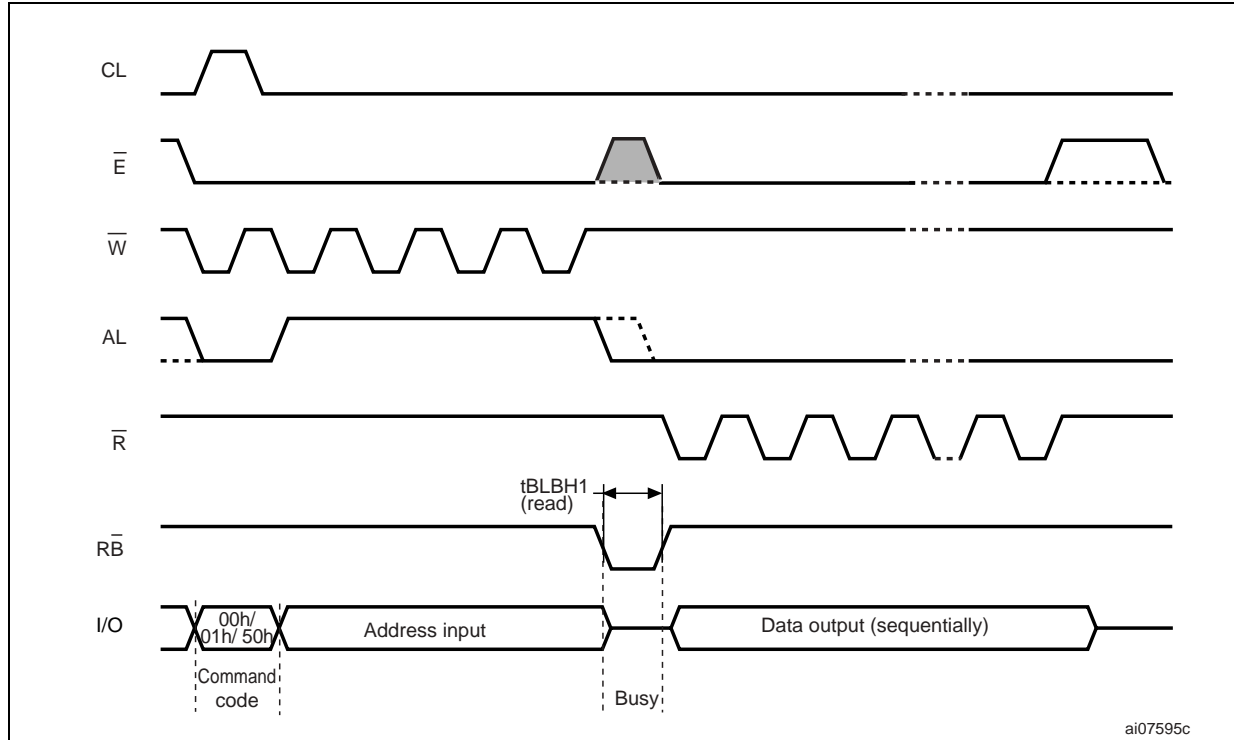 CL
E̅
W̅
AL
R̅
tBLBH1
(read)
RB̅
I/O
00h/
01h/ 50h
Address input
Data output (sequentially)
Command
code
Busy
ai07595c